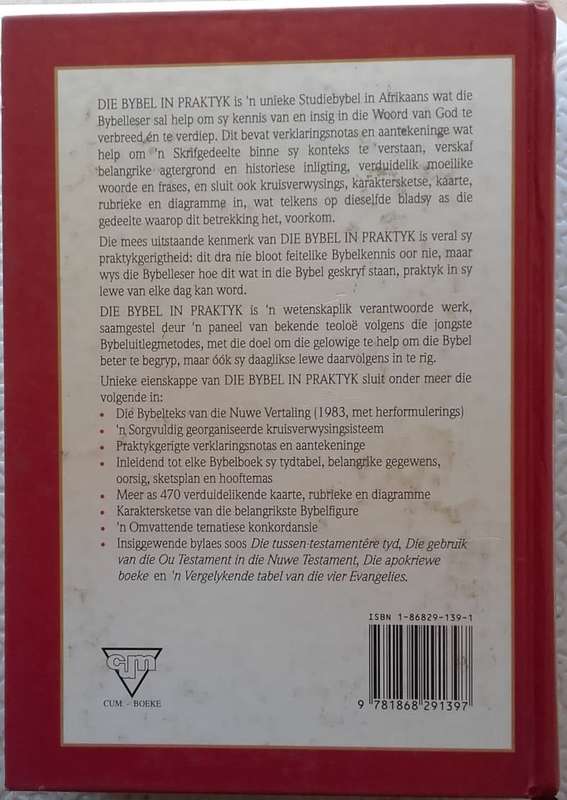 DIE BYBEL IN PRAKTYK is 'n unieke Studiebybel in Afrikaans wat die
Bybelleser sal help om sy kennis van en insig in die Woord van God te
verbreed én te verdiep. Dit bevat verklaringsnotas en aantekeninge wat
help om 'n Skrifgedeelte binne sy konteks te verstaan, verskaf
belangrike agtergrond en historiese inligting, verduidelik moeilike
woorde en frases, en sluit ook kruisverwysings, karaktersketse, kaarte,
rubrieke en diagramme in, wat telkens op dieselfde bladsy as die
gedeelte waarop dit betrekking het, voorkom.
Die mees uitstaande kenmerk van DIE BYBEL IN PRAKTYK is veral sy
praktykgerigtheid: dit dra nie bloot feitelike Bybelkennis oor nie, maar
wys die Bybelleser hoe dit wat in die Bybel geskryf staan, praktyk in sy
lewe van elke dag kan word.
DIE BYBEL IN PRAKTYK is 'n wetenskaplik verantwoorde werk,
saamgestel deur 'n paneel van bekende teoloë volgens die jongste
Bybeluitlegmetodes, met die doel om die gelowige te help om die Bybel
beter te begryp, maar óók sy daaglikse lewe daarvolgens in te rig.
Unieke eienskappe van DIE BYBEL IN PRAKTYK sluit onder meer die
volgende in:
• Die Bybelteks van die Nuwe Vertaling (1983, met herformulerings)
• 'n Sorgvuldig georganiseerde kruisverwysingsisteem
• Praktykgerigte verklaringsnotas en aantekeninge
• Inleidend tot elke Bybelboek sy tydtabel, belangrike gegewens,
oorsig, sketsplan en hooftemas
• Meer as 470 verduidelikende kaarte, rubrieke en diagramme
• Karaktersketse van die belangrikste Bybelfigure
• 'n Omvattende tematiese konkordansie
• Insiggewende bylaes soos Die tussen-testamentêre tyd, Die gebruik
van die Ou Testament in die Nuwe Testament, Die apokriewe
boeke en 'n Vergelykende tabel van die vier Evangelies.
ISBN 1-86829-139-1
cum
CUM - BOEKE
9 781868 291397